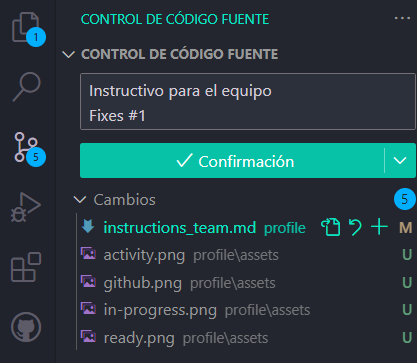 CONTROL DE CÓDIGO FUENTE
1
CONTROL DE CÓDIGO FUENTE
Instructivo para el equipo
Fixes #1
5
Confirmación
Cambios 5
instructions_team.md profile M
activity.png profile\assets U
github.png profile\assets U
in-progress.png profile\assets U
ready.png profile\assets U